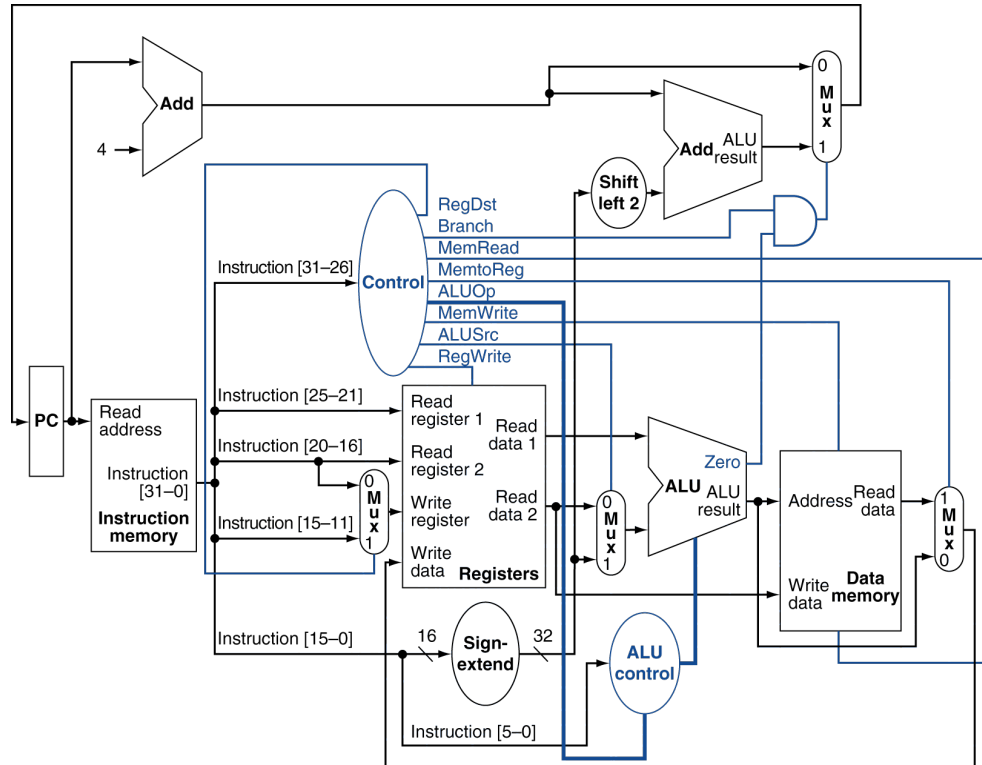 Add
4
Add
ALU
result
Shift
left 2
0
Mux
1
RegDst
Branch
MemRead
MemtoReg
ALUOp
MemWrite
ALUSrc
RegWrite
Control
Instruction [31–26]
Instruction [25–21]
Instruction [20–16]
Instruction [15–11]
Instruction [15–0]
Instruction [5–0]
PC
Read
address
Instruction
[31–0]
Instruction
memory
0
Mux
1
Read
register 1
Read
register 2
Write
register
Write
data
Read
data 1
Read
data 2
Registers
0
Mux
1
Zero
ALU
ALU
result
Address
Read
data
Write
data
Data
memory
1
Mux
0
16
Sign-
extend
32
ALU
control